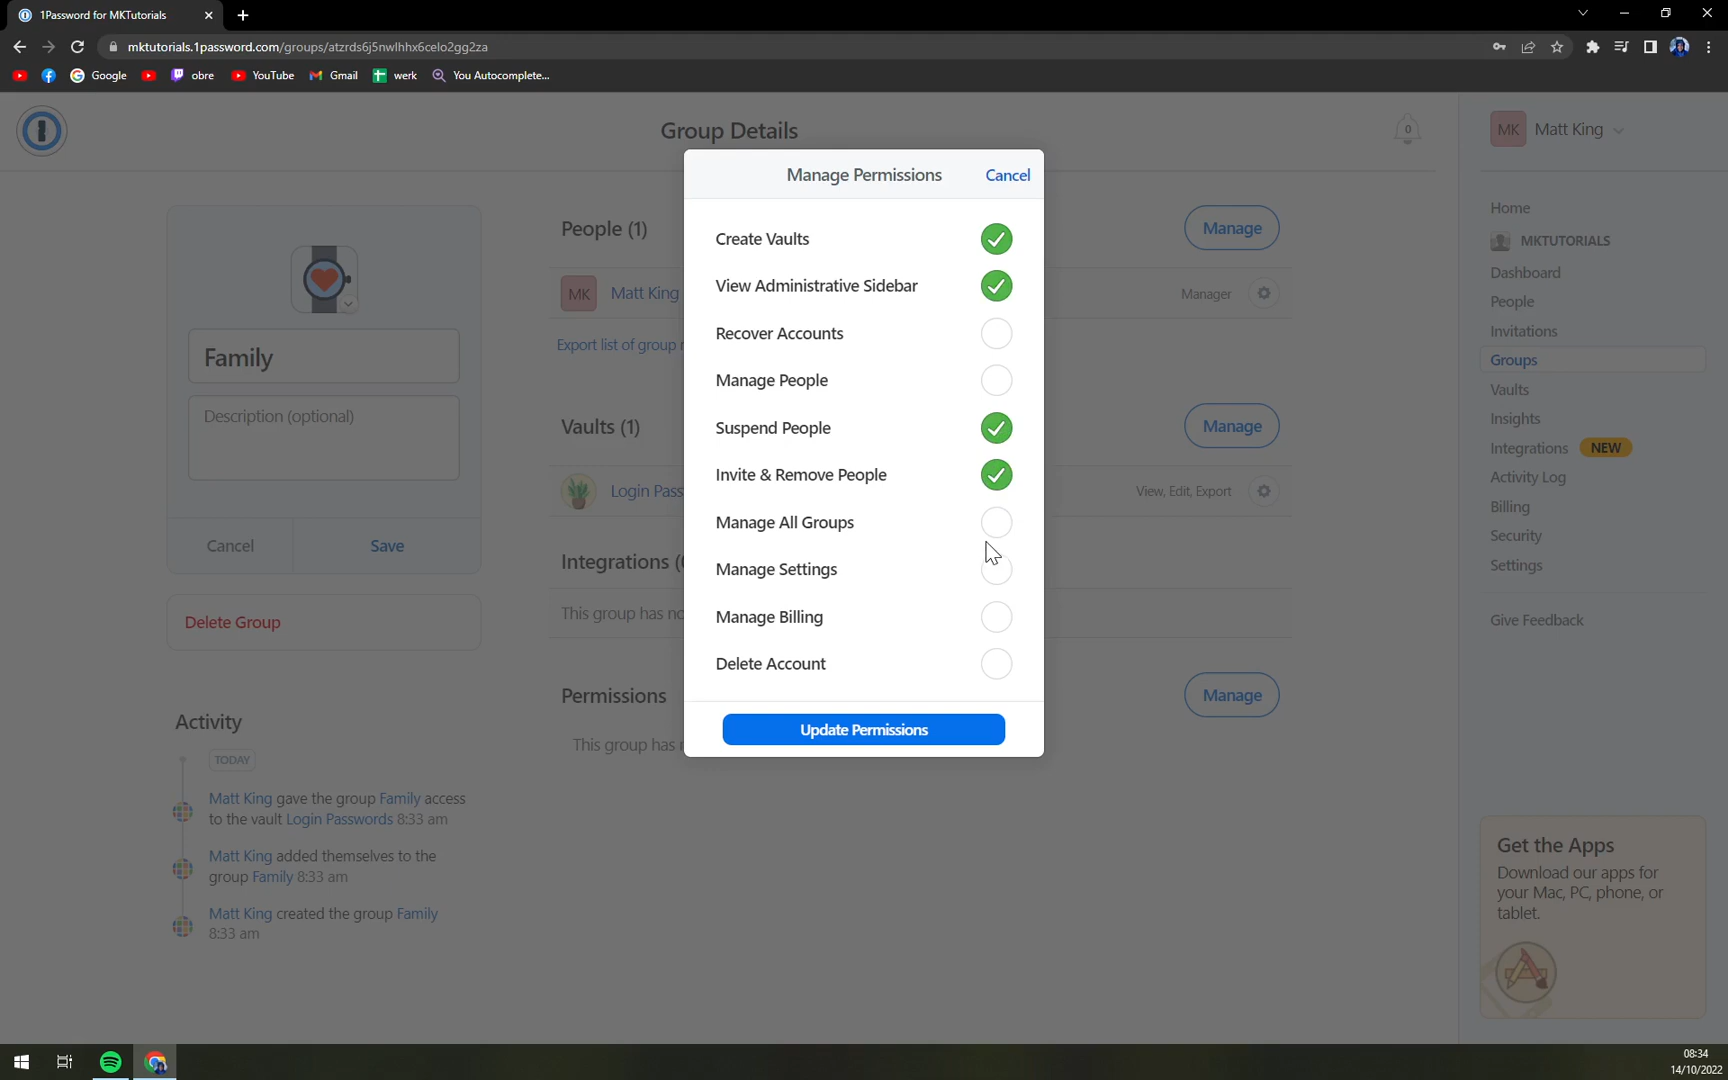 1Password for MKTutorials
mktutorials.1password.com/groups/atzrds6j5nwlhhx6celo2gg2za
Google
obre
YouTube
Gmail
werk
You Autocomplete...
Group Details
0
MK Matt King
Manage Permissions Cancel
Create Vaults
View Administrative Sidebar
Recover Accounts
Manage People
Suspend People
Invite & Remove People
Manage All Groups
Manage Settings
Manage Billing
Delete Account
Update Permissions
Family
Description (optional)
Cancel Save
Delete Group
Activity
TODAY
Matt King gave the group Family access
to the vault Login Passwords 8:33 am
Matt King added themselves to the
group Family 8:33 am
Matt King created the group Family
8:33 am
People (1) Manage
MK Matt King Manager
Export list of group
Vaults (1) Manage
Login Pass View, Edit, Export
Integrations
This group has no
Permissions Manage
This group has
Home
MKTUTORIALS
Dashboard
People
Invitations
Groups
Vaults
Insights
Integrations NEW
Activity Log
Billing
Security
Settings
Give Feedback
Get the Apps
Download our apps for
your Mac, PC, phone, or
tablet.
08:34
14/10/2022